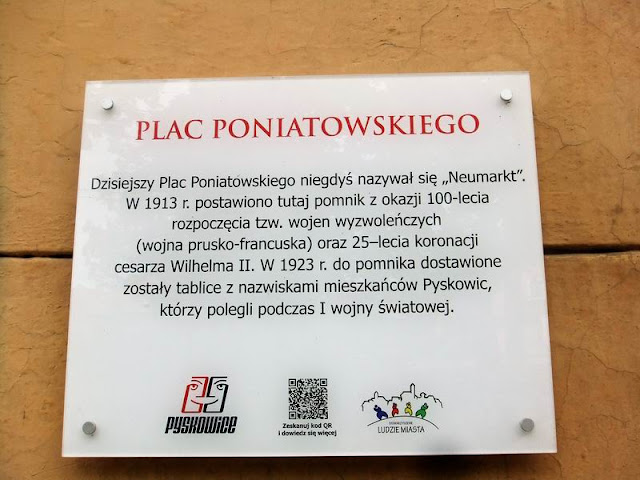 PLAC PONIATOWSKIEGO
Dzisiejszy Plac Poniatowskiego niegdyś nazywał się „Neumarkt”.
W 1913 r. postawiono tutaj pomnik z okazji 100-lecia
rozpoczęcia tzw. wojen wyzwoleńczych
(wojna prusko-francuska) oraz 25–lecia koronacji
cesarza Wilhelma II. W 1923 r. do pomnika dostawione
zostały tablice z nazwiskami mieszkańców Pyskowic,
którzy polegli podczas I wojny światowej.
PYSKOWICE
Zeskanuj kod QR
i dowiedz się więcej
LUDZIE MIASTA